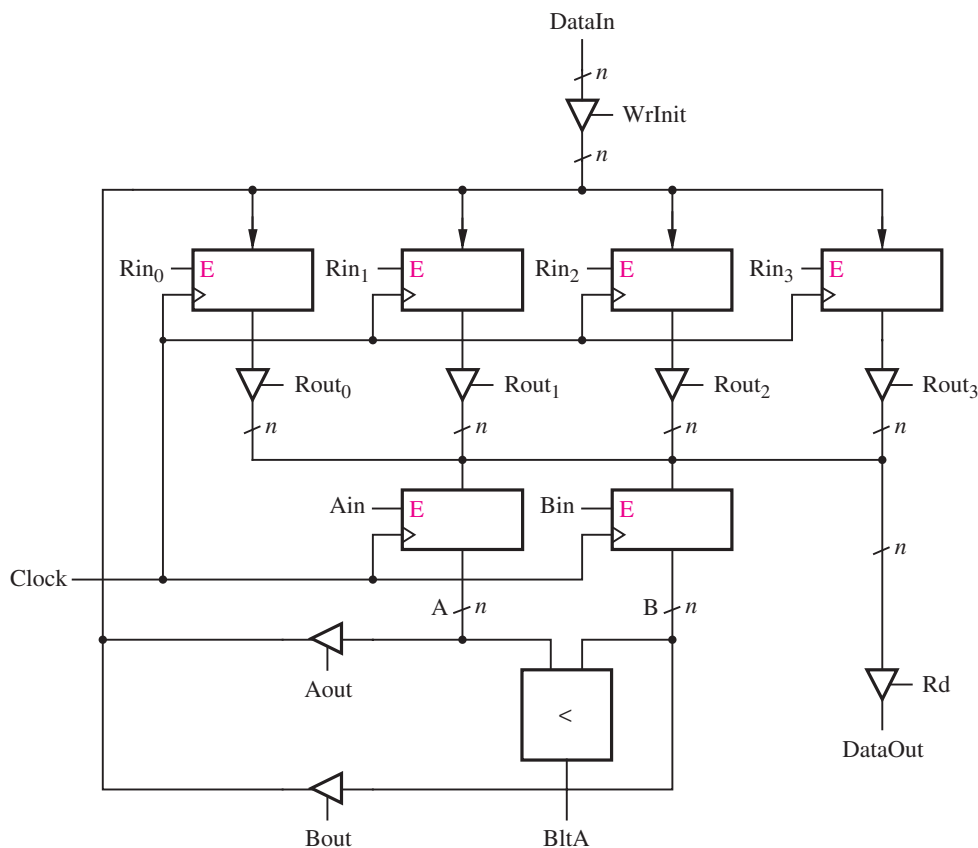 DataIn
n
WrInit
n
Rin0 E Rin1 E Rin2 E Rin3 E
Rout0 Rout1 Rout2 Rout3
n n n n
Ain E Bin E
n
Clock
A n B n
Aout
<
Rd
DataOut
Bout
BltA